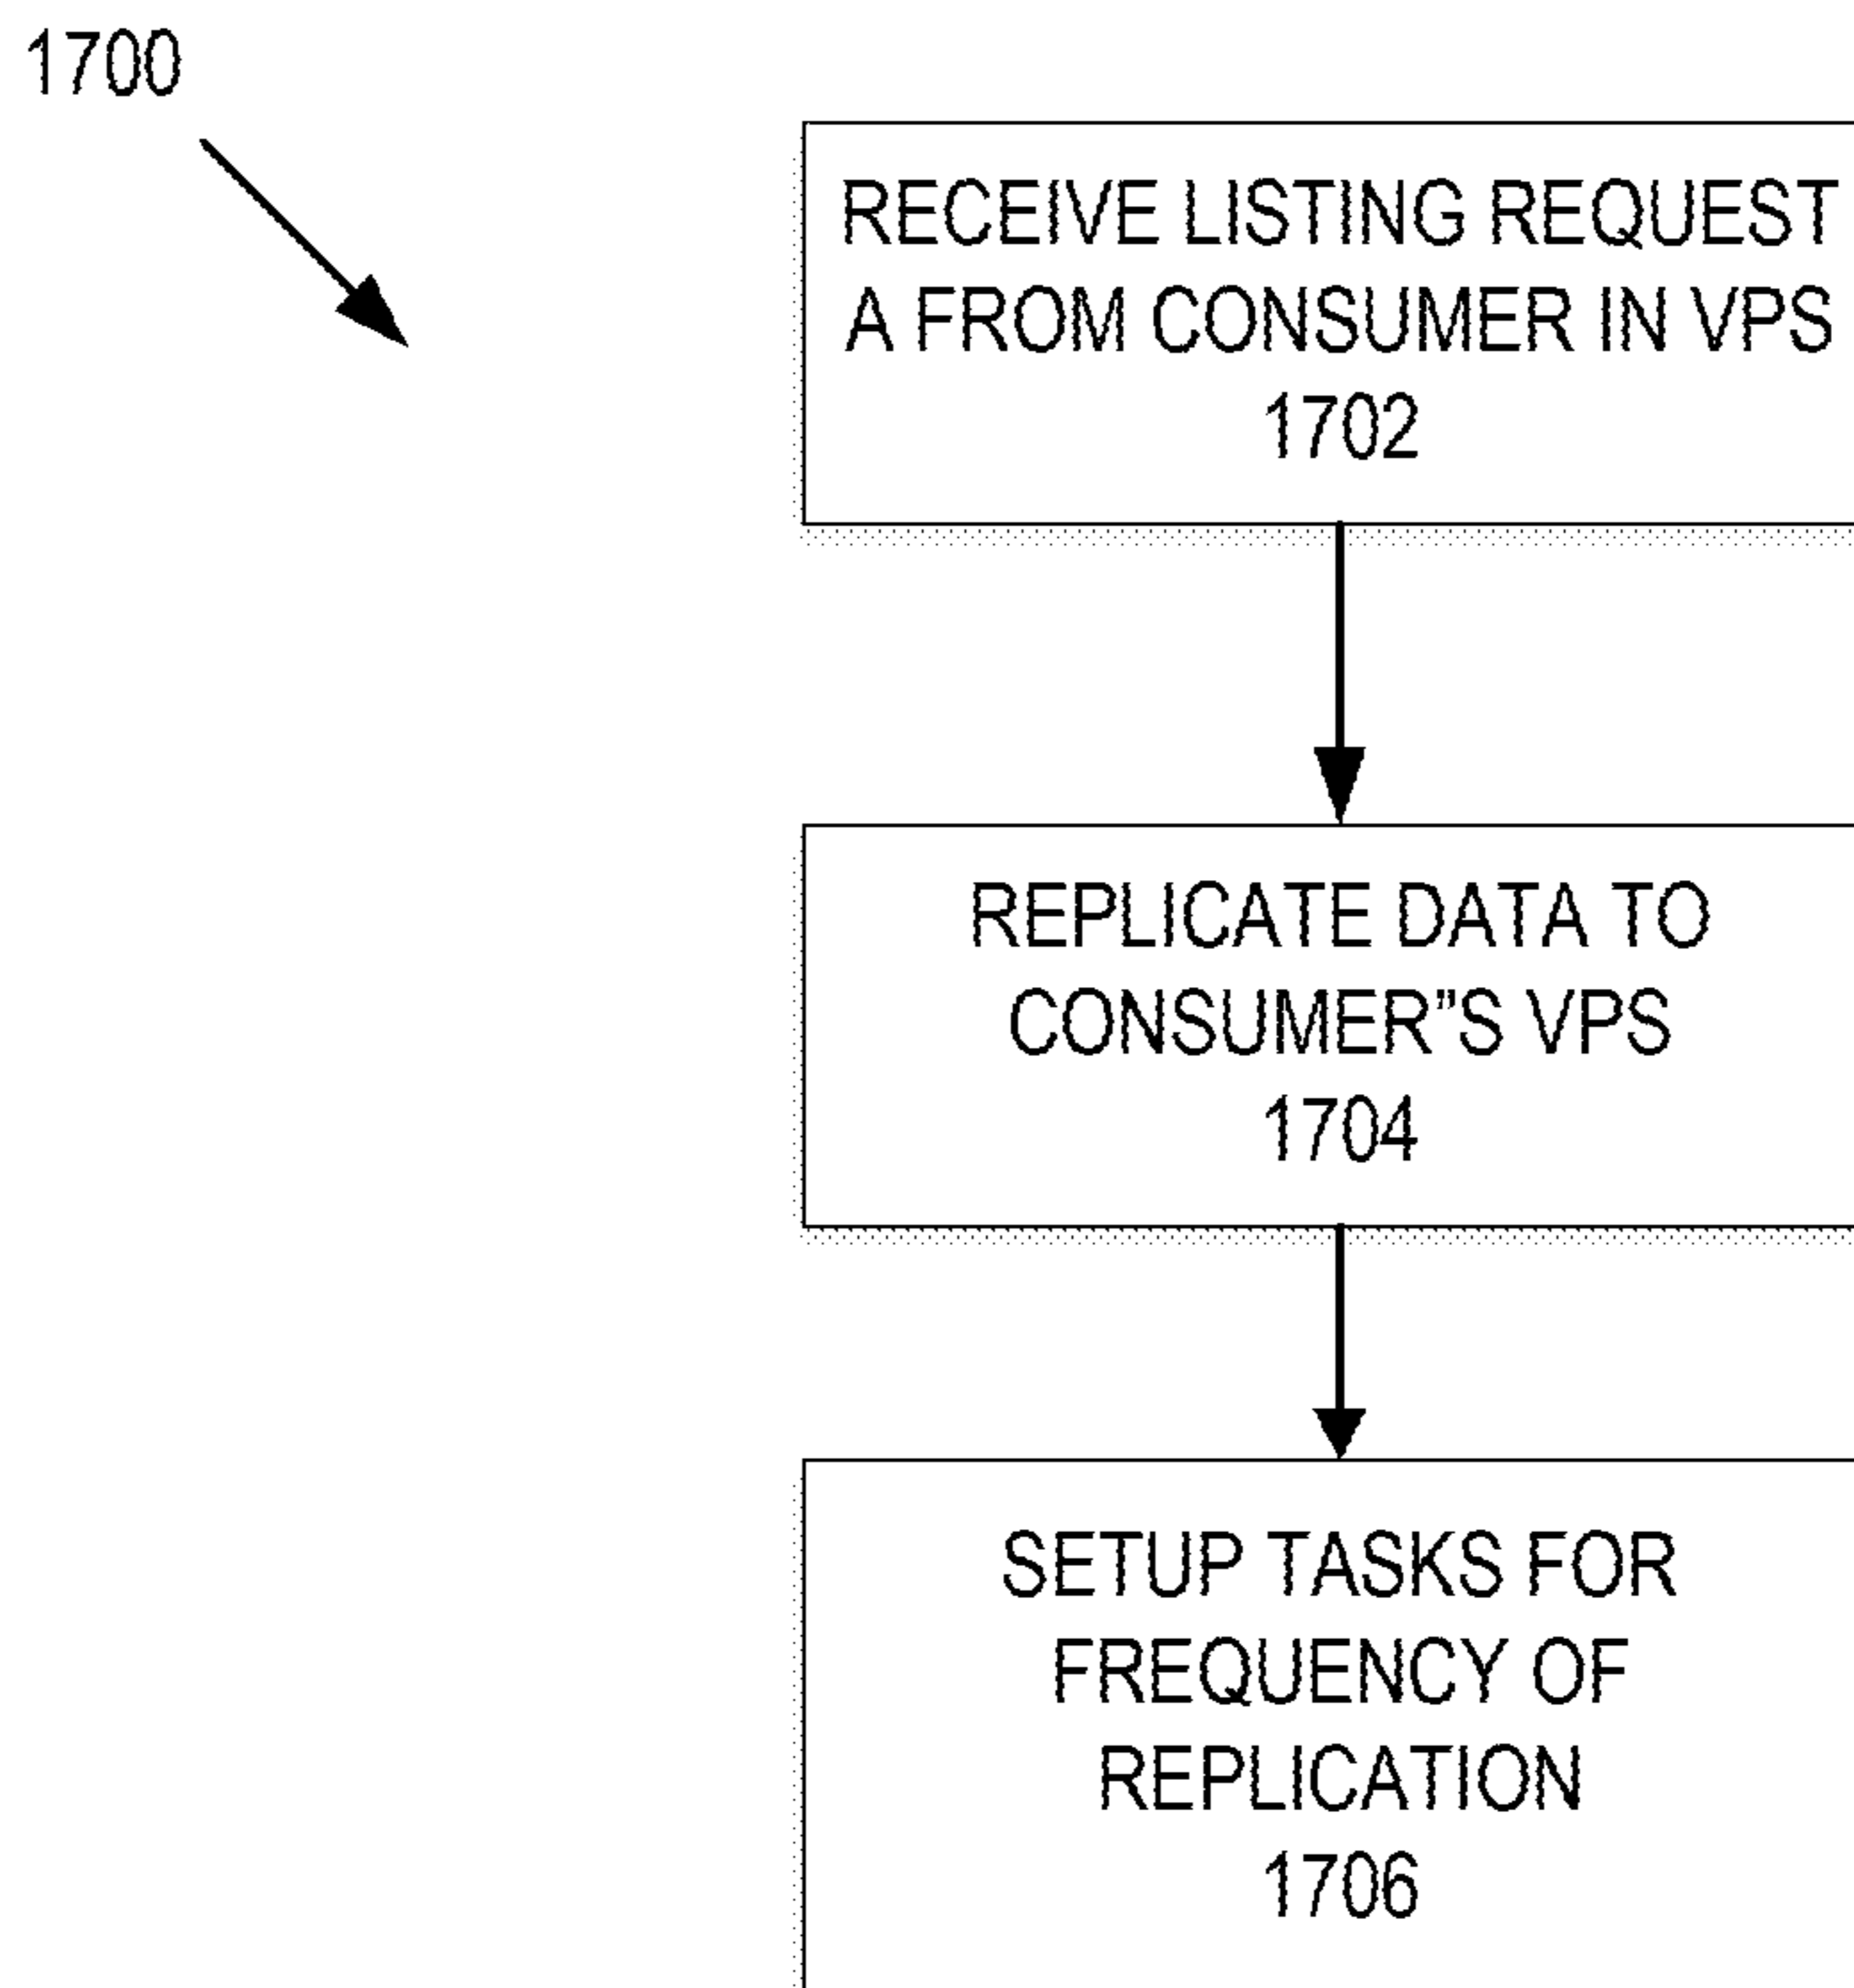 1700
RECEIVE LISTING REQUEST
A FROM CONSUMER IN VPS
1702
REPLICATE DATA TO
CONSUMER”S VPS
1704
SETUP TASKS FOR
FREQUENCY OF
REPLICATION
1706